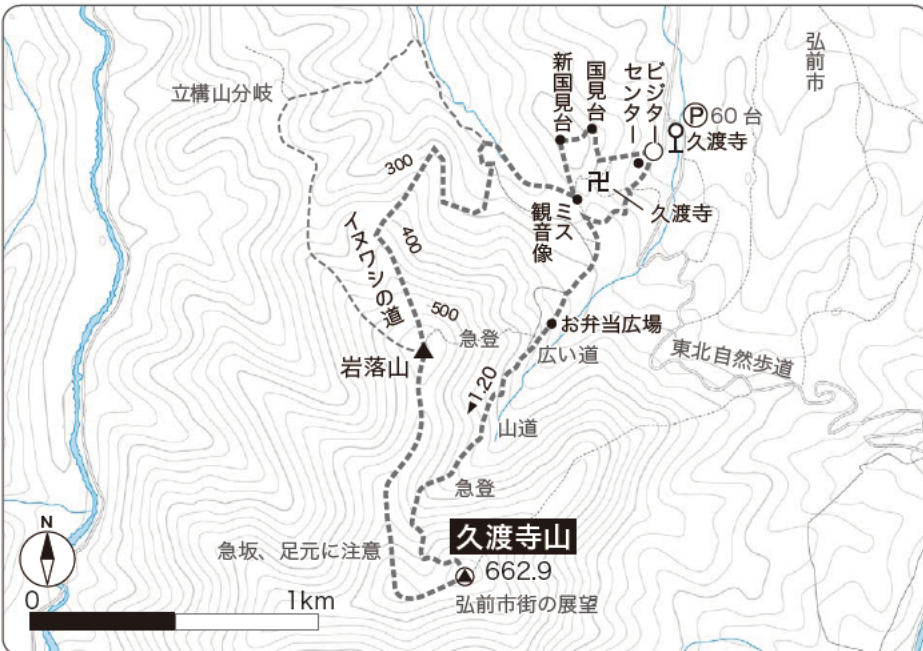 弘前市
新国見台
国見台
ビジター
センター
Ⓟ60台
久渡寺
立構山分岐
卍
久渡寺
ミス
観音像
300
400
500
イヌワシの道
お弁当広場
急登
広い道
東北自然歩道
岩落山
1.20
山道
急登
久渡寺山
662.9
弘前市街の展望
急坂、足元に注意
N
0
1km